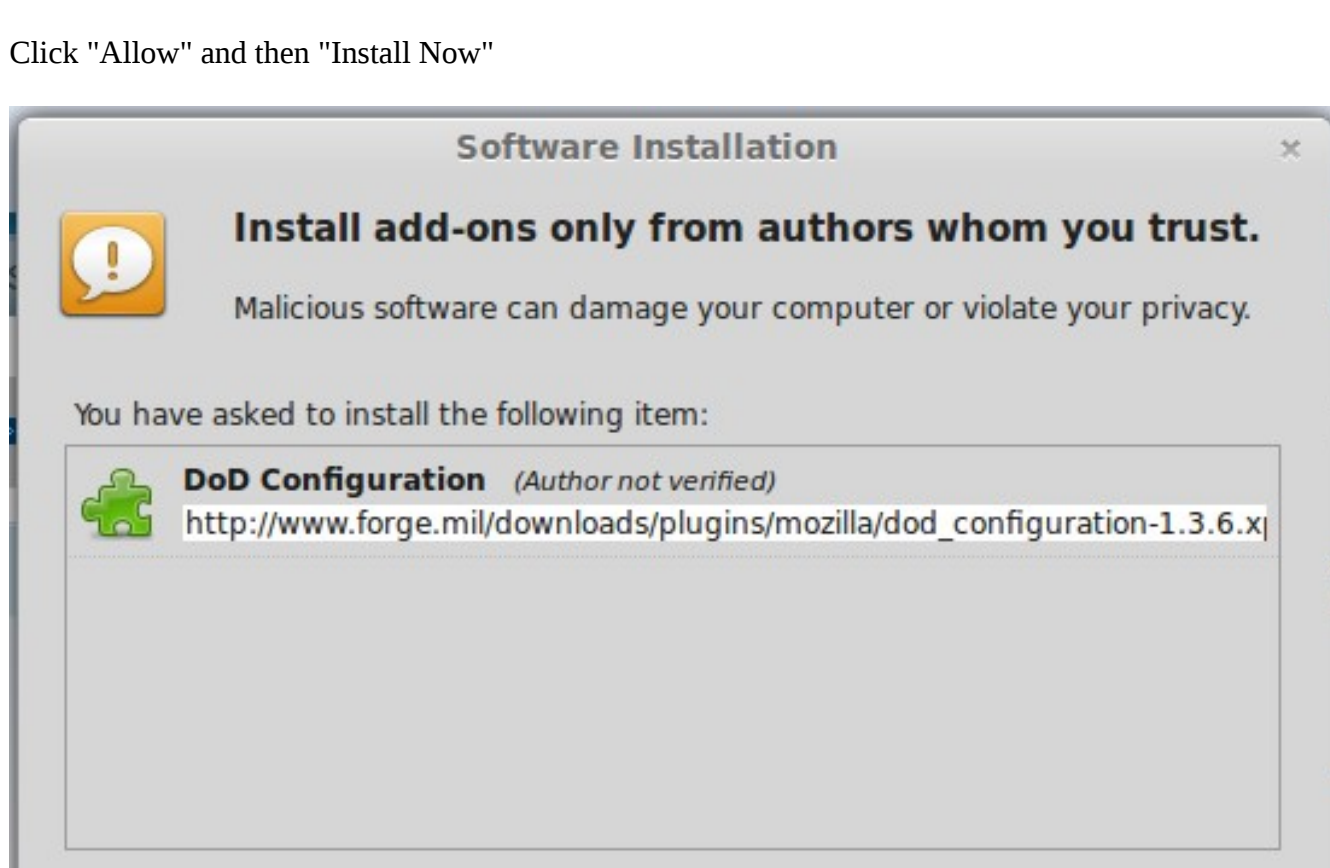 Click "Allow" and then "Install Now"
Software Installation
Install add-ons only from authors whom you trust.
Malicious software can damage your computer or violate your privacy.
You have asked to install the following item:
DoD Configuration (Author not verified)
http://www.forge.mil/downloads/plugins/mozilla/dod_configuration-1.3.6.xp